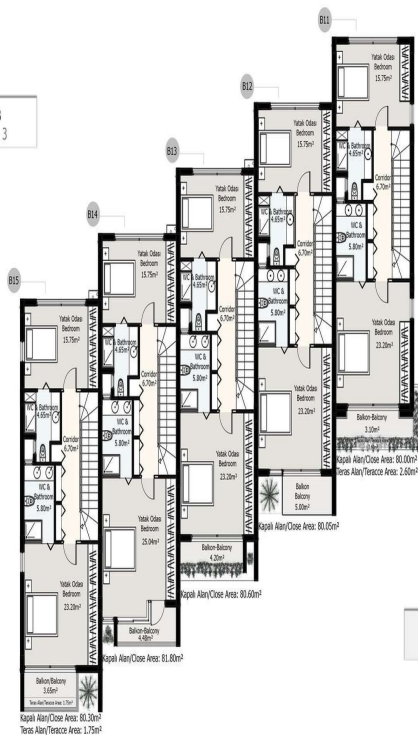 3
B11
Yatak Odası
Bedroom
15.75m²
WC & Bathroom
4.65m²
Corridor
6.70m²
WC &
Bathroom
5.80m²
Yatak Odası
Bedroom
23.20m²
Balkon-Balcony
3.10m²
Kapalı Alan/Close Area: 80.00m²
Teras Alan/Teracce Area: 2.60m²
B12
Yatak Odası
Bedroom
15.75m²
WC & Bathroom
4.65m²
Corridor
6.70m²
WC &
Bathroom
5.80m²
Yatak Odası
Bedroom
23.20m²
Balkon
Balcony
5.00m²
Kapalı Alan/Close Area: 80.05m²
B13
Yatak Odası
Bedroom
15.75m²
WC & Bathroom
4.65m²
Corridor
6.70m²
WC &
Bathroom
5.80m²
Yatak Odası
Bedroom
23.20m²
Balkon-Balcony
4.20m²
Kapalı Alan/Close Area: 80.60m²
B14
Yatak Odası
Bedroom
15.75m²
WC & Bathroom
4.65m²
Corridor
6.70m²
WC &
Bathroom
5.80m²
Yatak Odası
Bedroom
25.04m²
Balkon-Balcony
4.48m²
Kapalı Alan/Close Area: 81.80m²
B15
Yatak Odası
Bedroom
15.75m²
WC & Bathroom
4.65m²
Corridor
6.70m²
WC &
Bathroom
5.80m²
Yatak Odası
Bedroom
23.20m²
Balkon/Balcony
3.65m²
Teras Alan/Teracce Area: 1.75m²
Kapalı Alan/Close Area: 80.30m²
Teras Alan/Teracce Area: 1.75m²